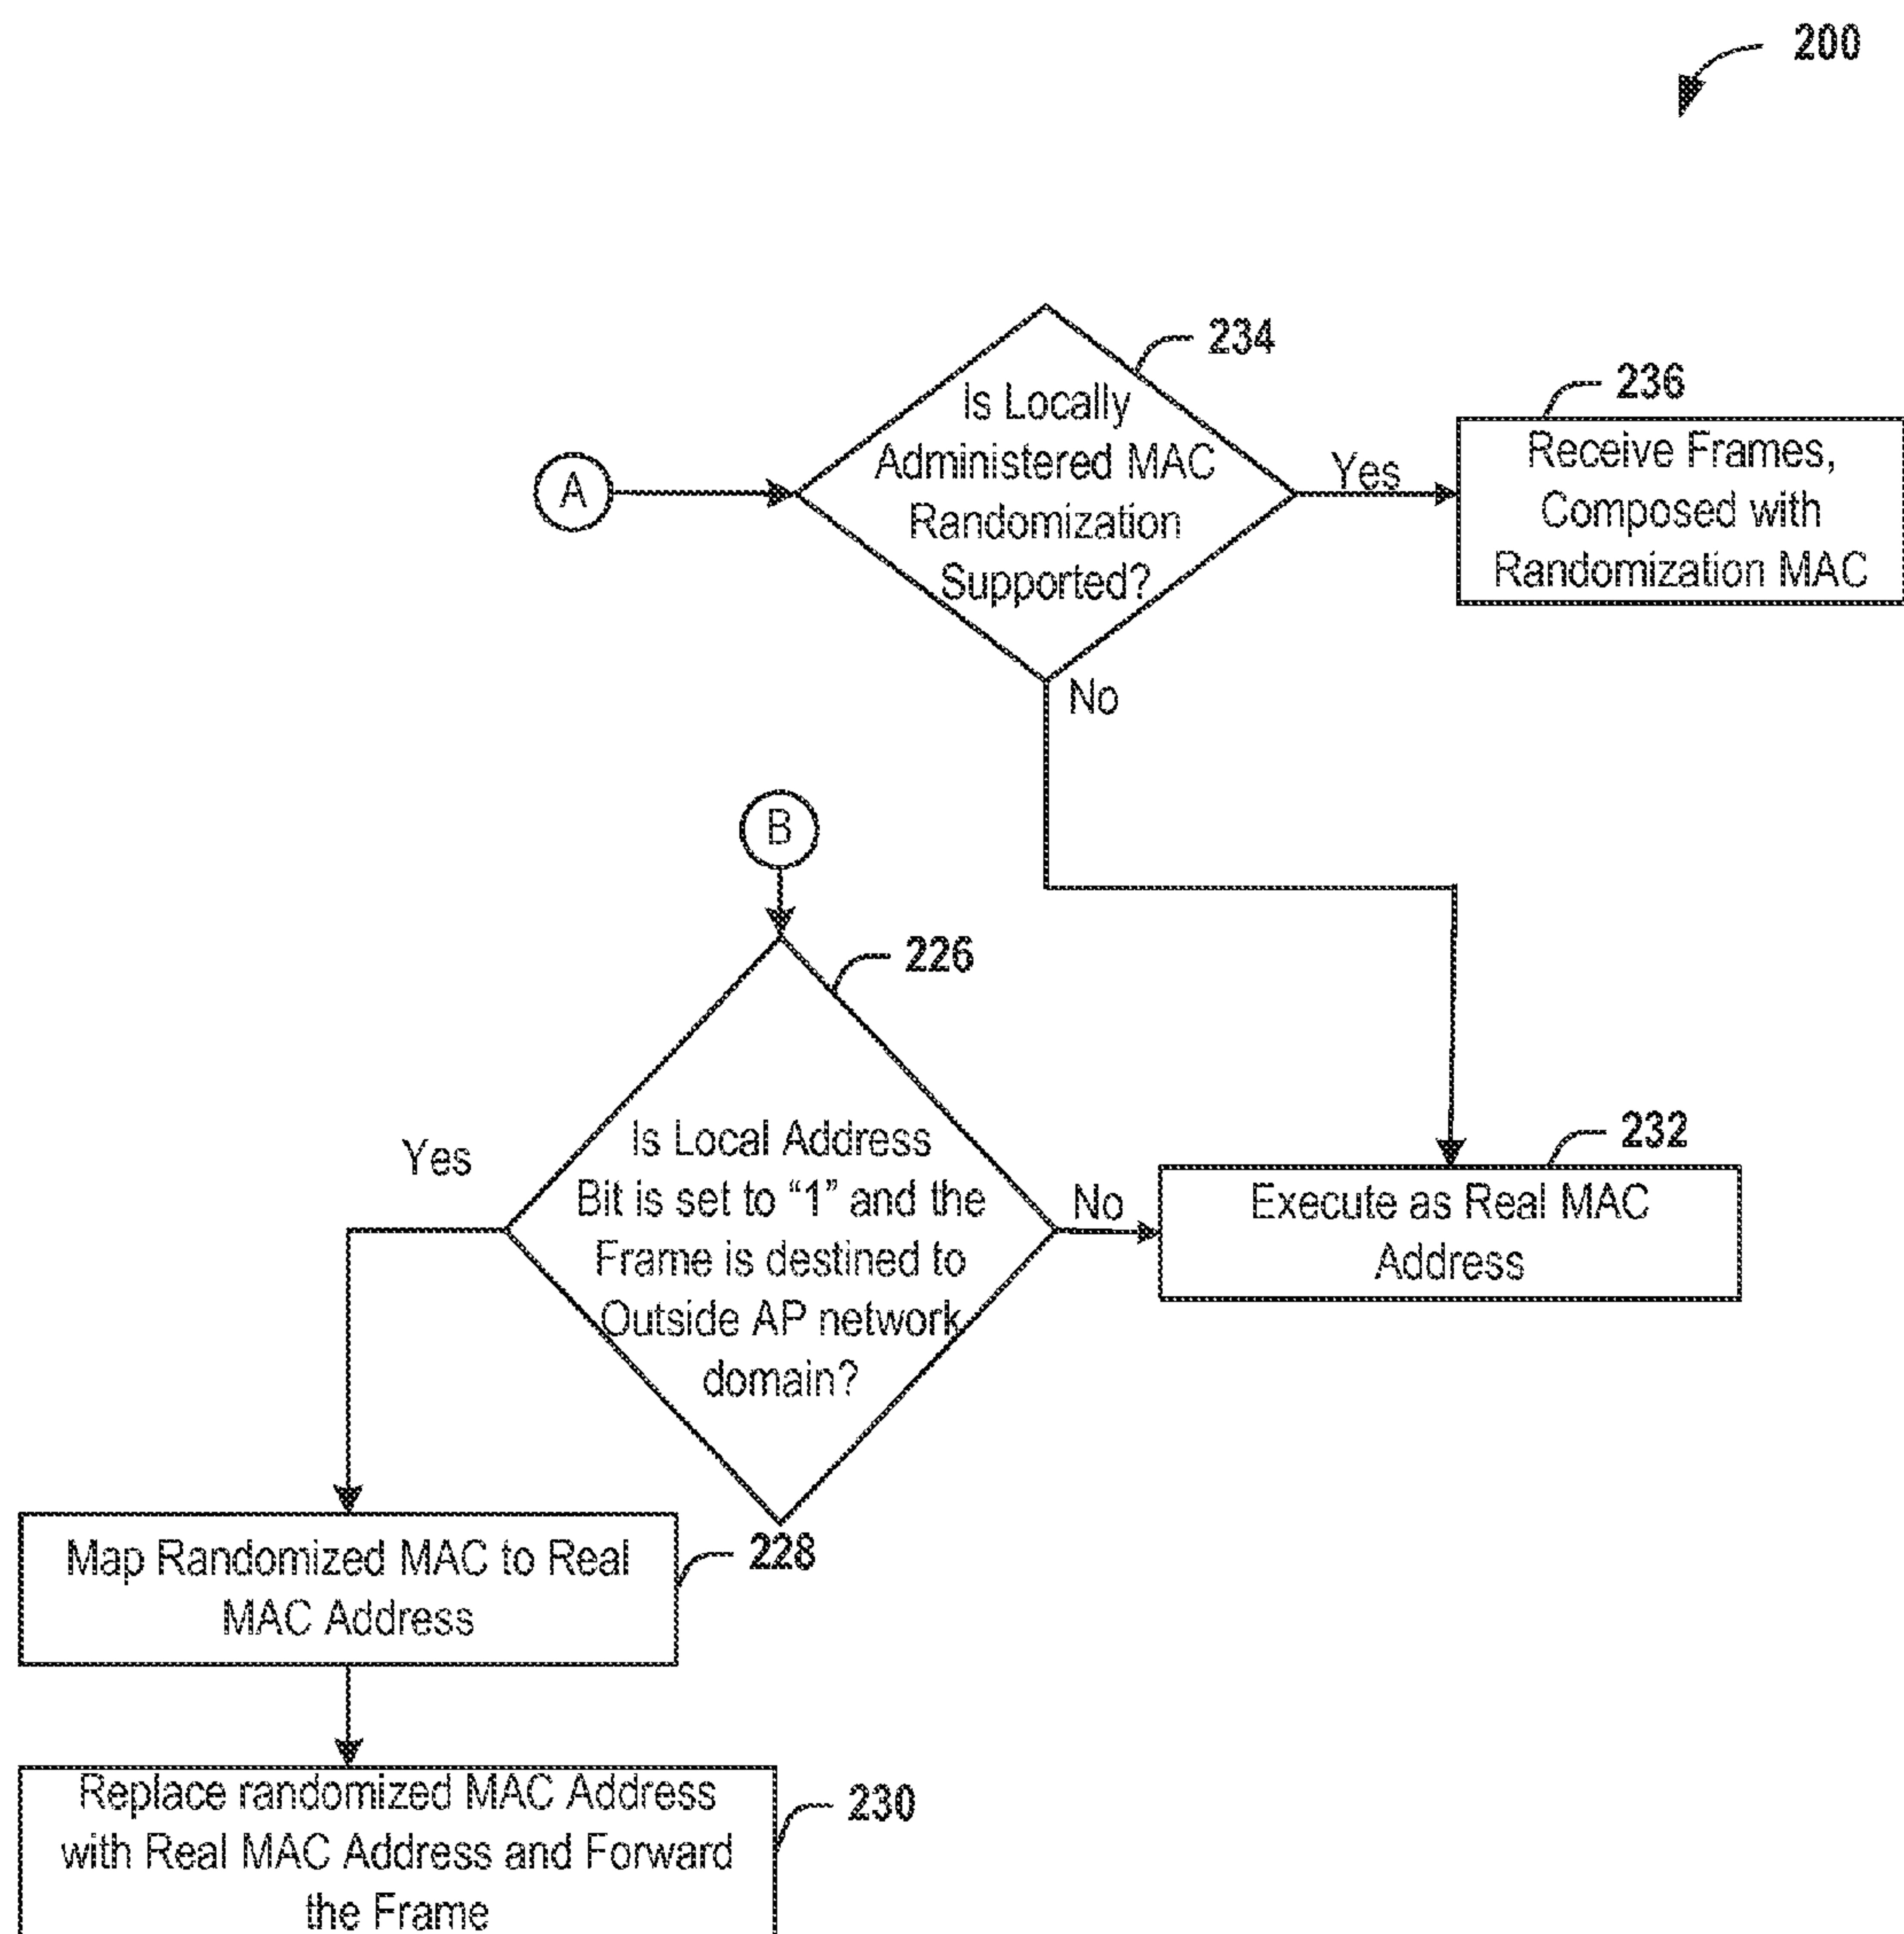 200
234
Is Locally
Administered MAC
Randomization
Supported?
A
Yes
236
Receive Frames,
Composed with
Randomization MAC
No
B
226
Is Local Address
Bit is set to “1” and the
Frame is destined to
Outside AP network
domain?
Yes
No
232
Execute as Real MAC
Address
228
Map Randomized MAC to Real
MAC Address
230
Replace randomized MAC Address
with Real MAC Address and Forward
the Frame